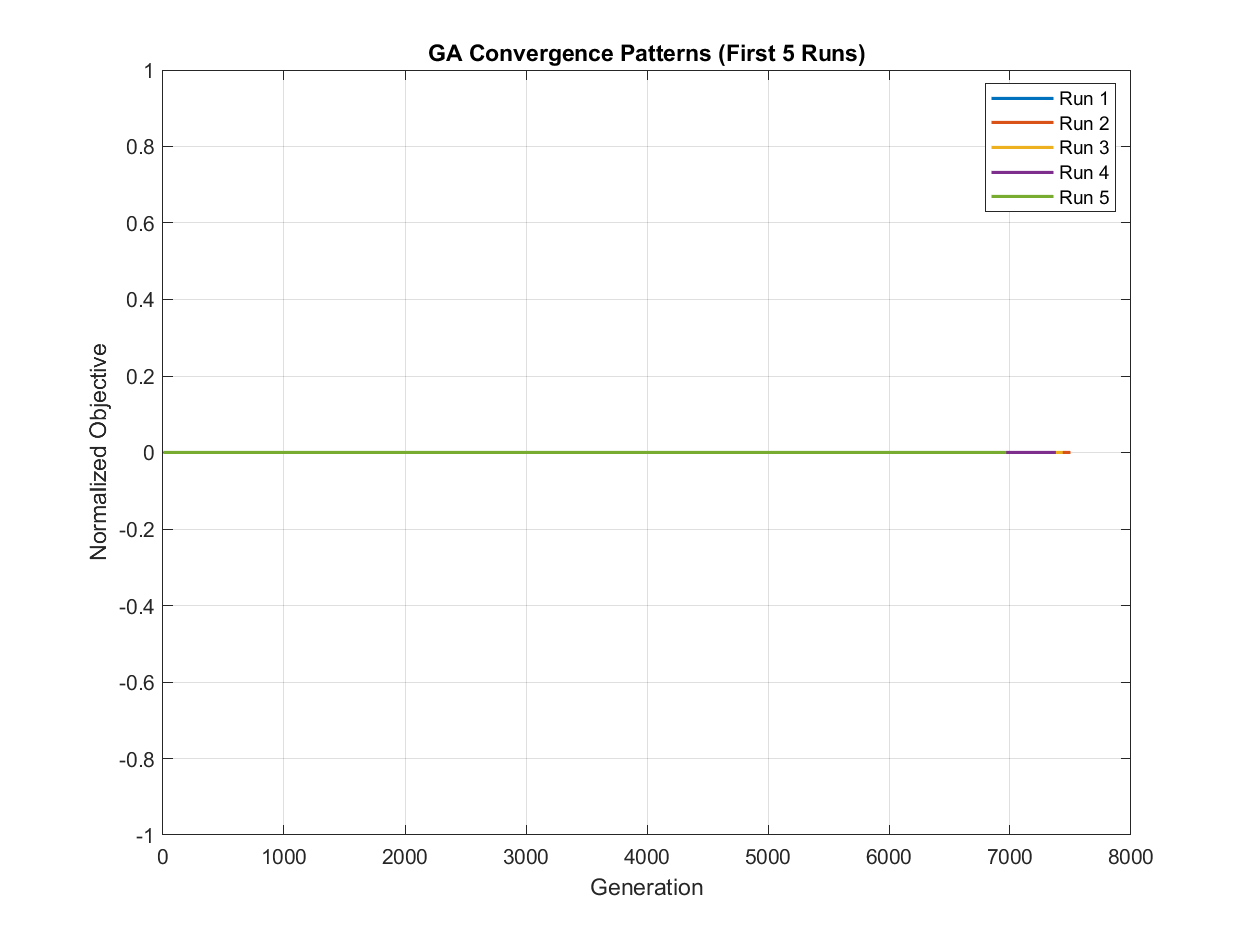 GA Convergence Patterns (First 5 Runs)
1
0.8
0.6
0.4
0.2
0
-0.2
-0.4
-0.6
-0.8
-1
Normalized Objective
Run 1
Run 2
Run 3
Run 4
Run 5
0 1000 2000 3000 4000 5000 6000 7000 8000
Generation